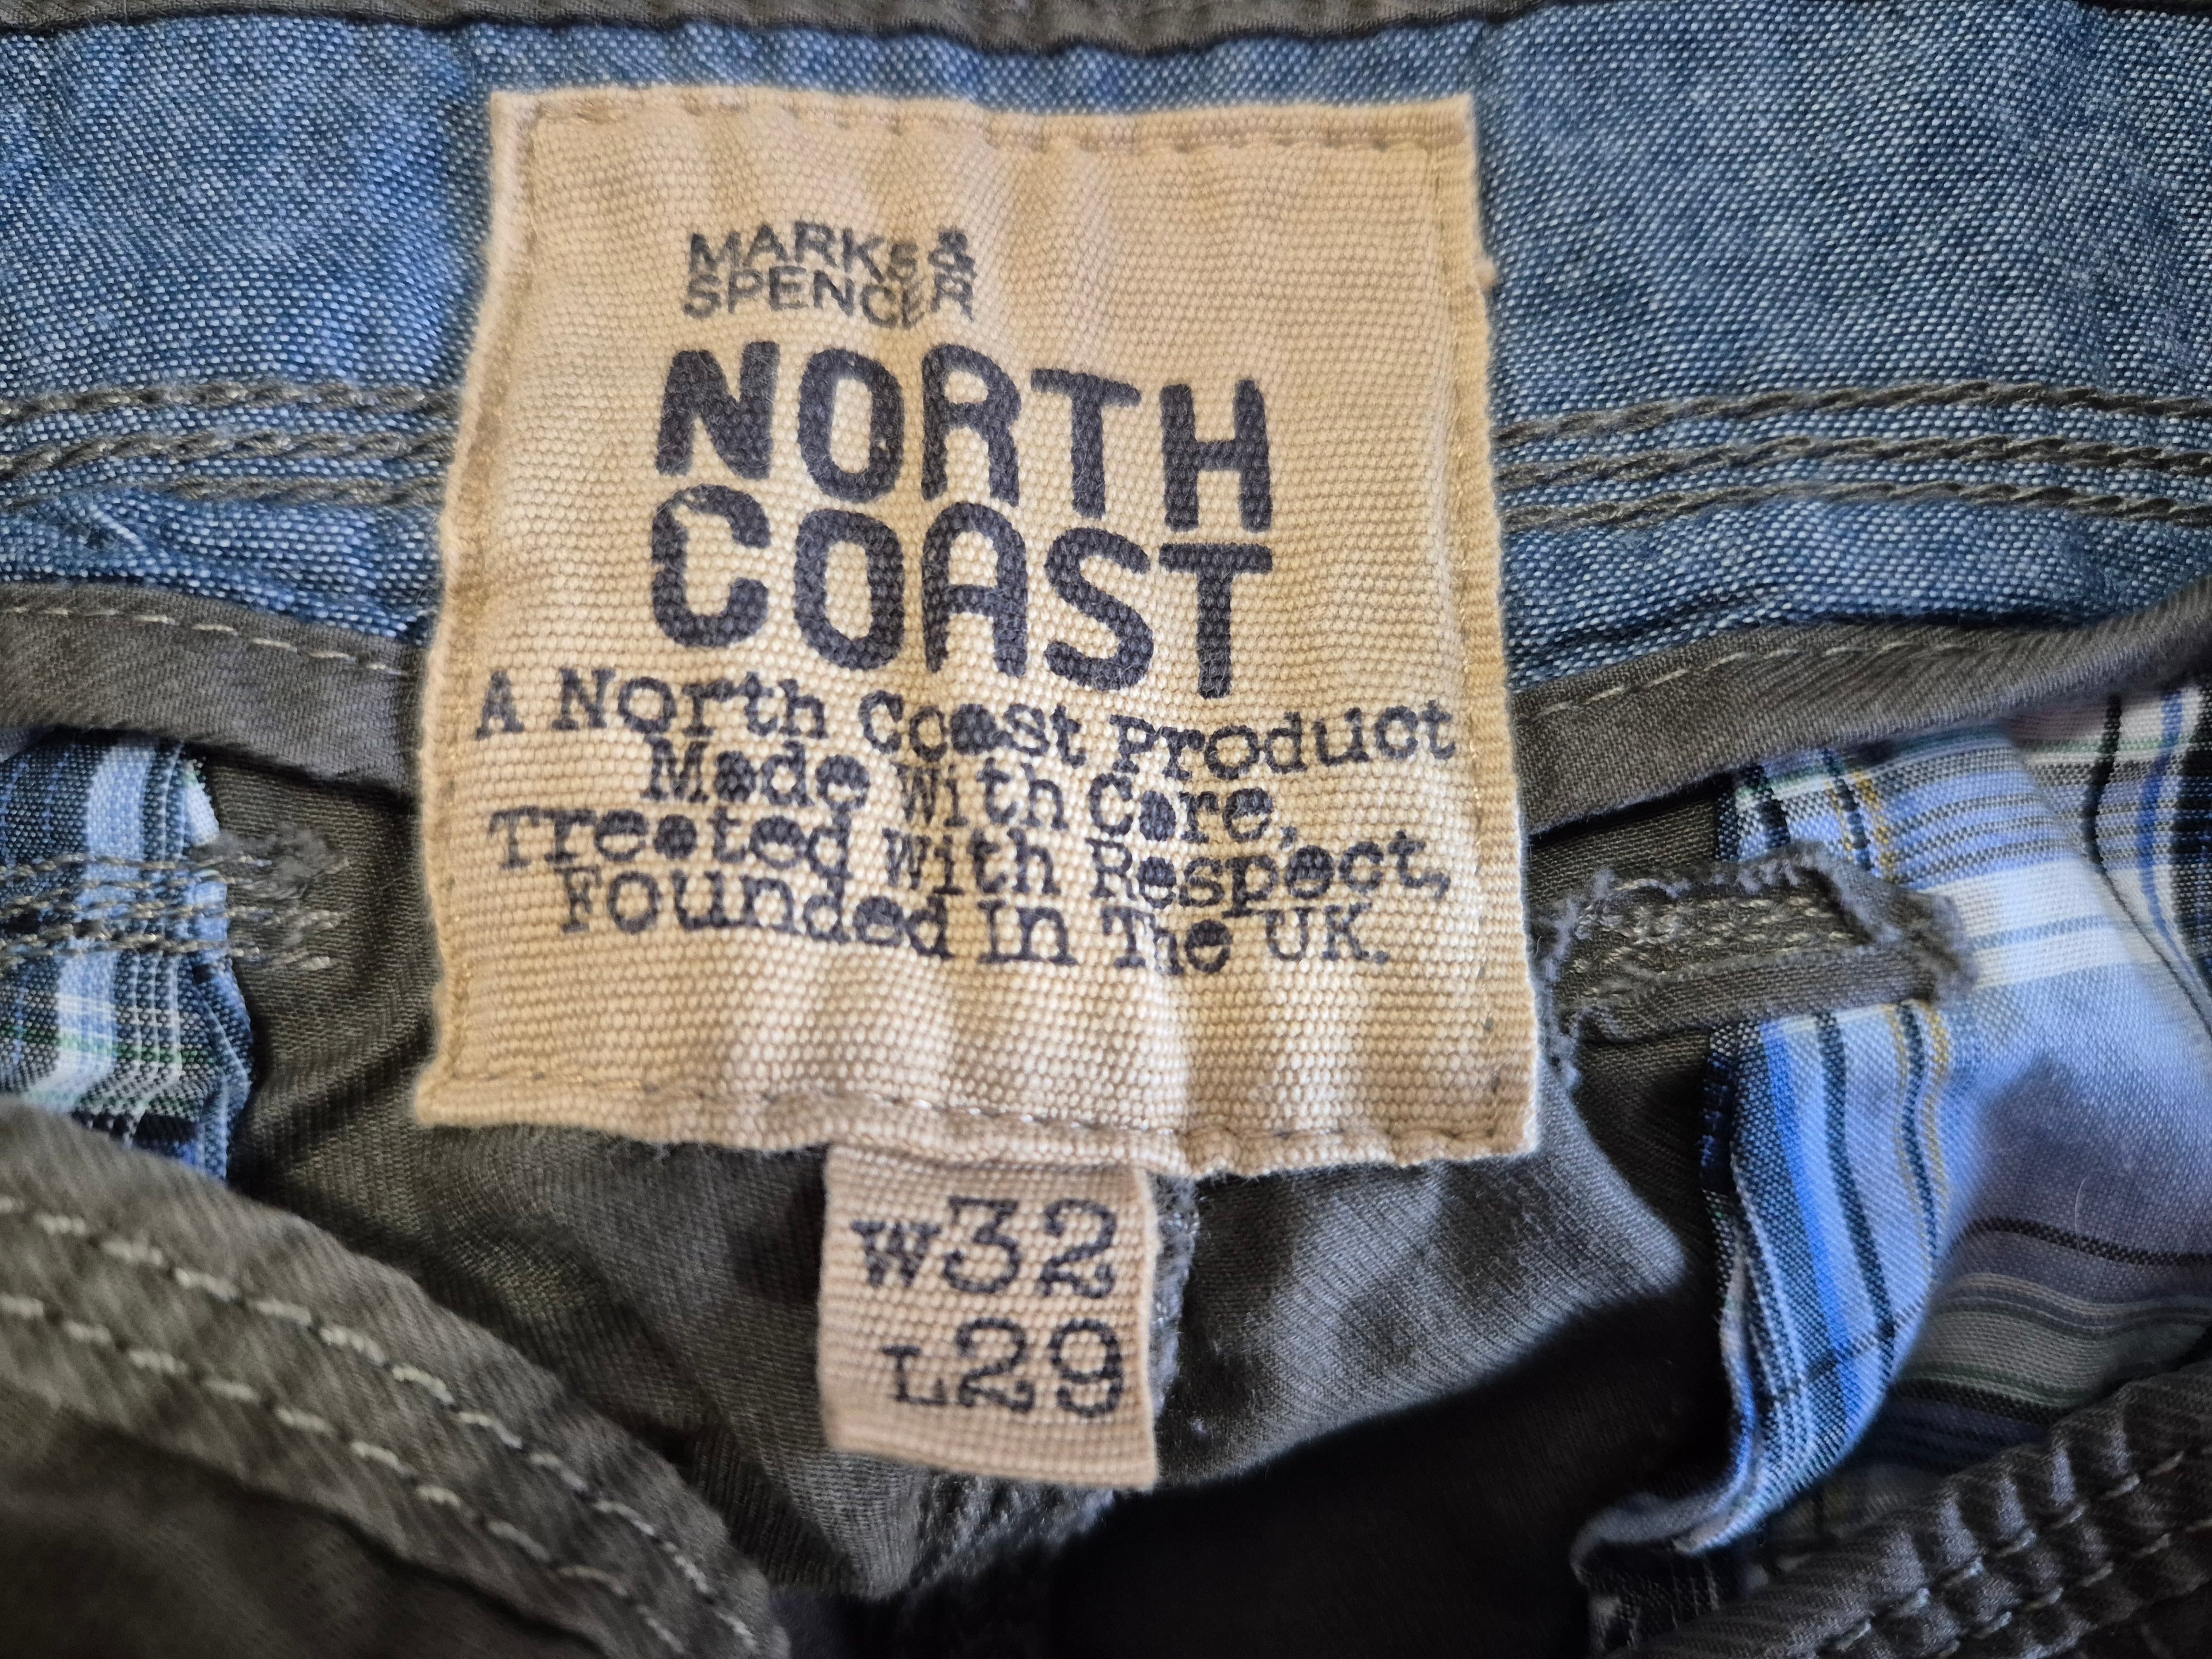 MARKS &
SPENCER
NORTH
COAST
A North Coast Product
Made With Care,
Treated With Respect,
Founded In The UK.
W32
L29